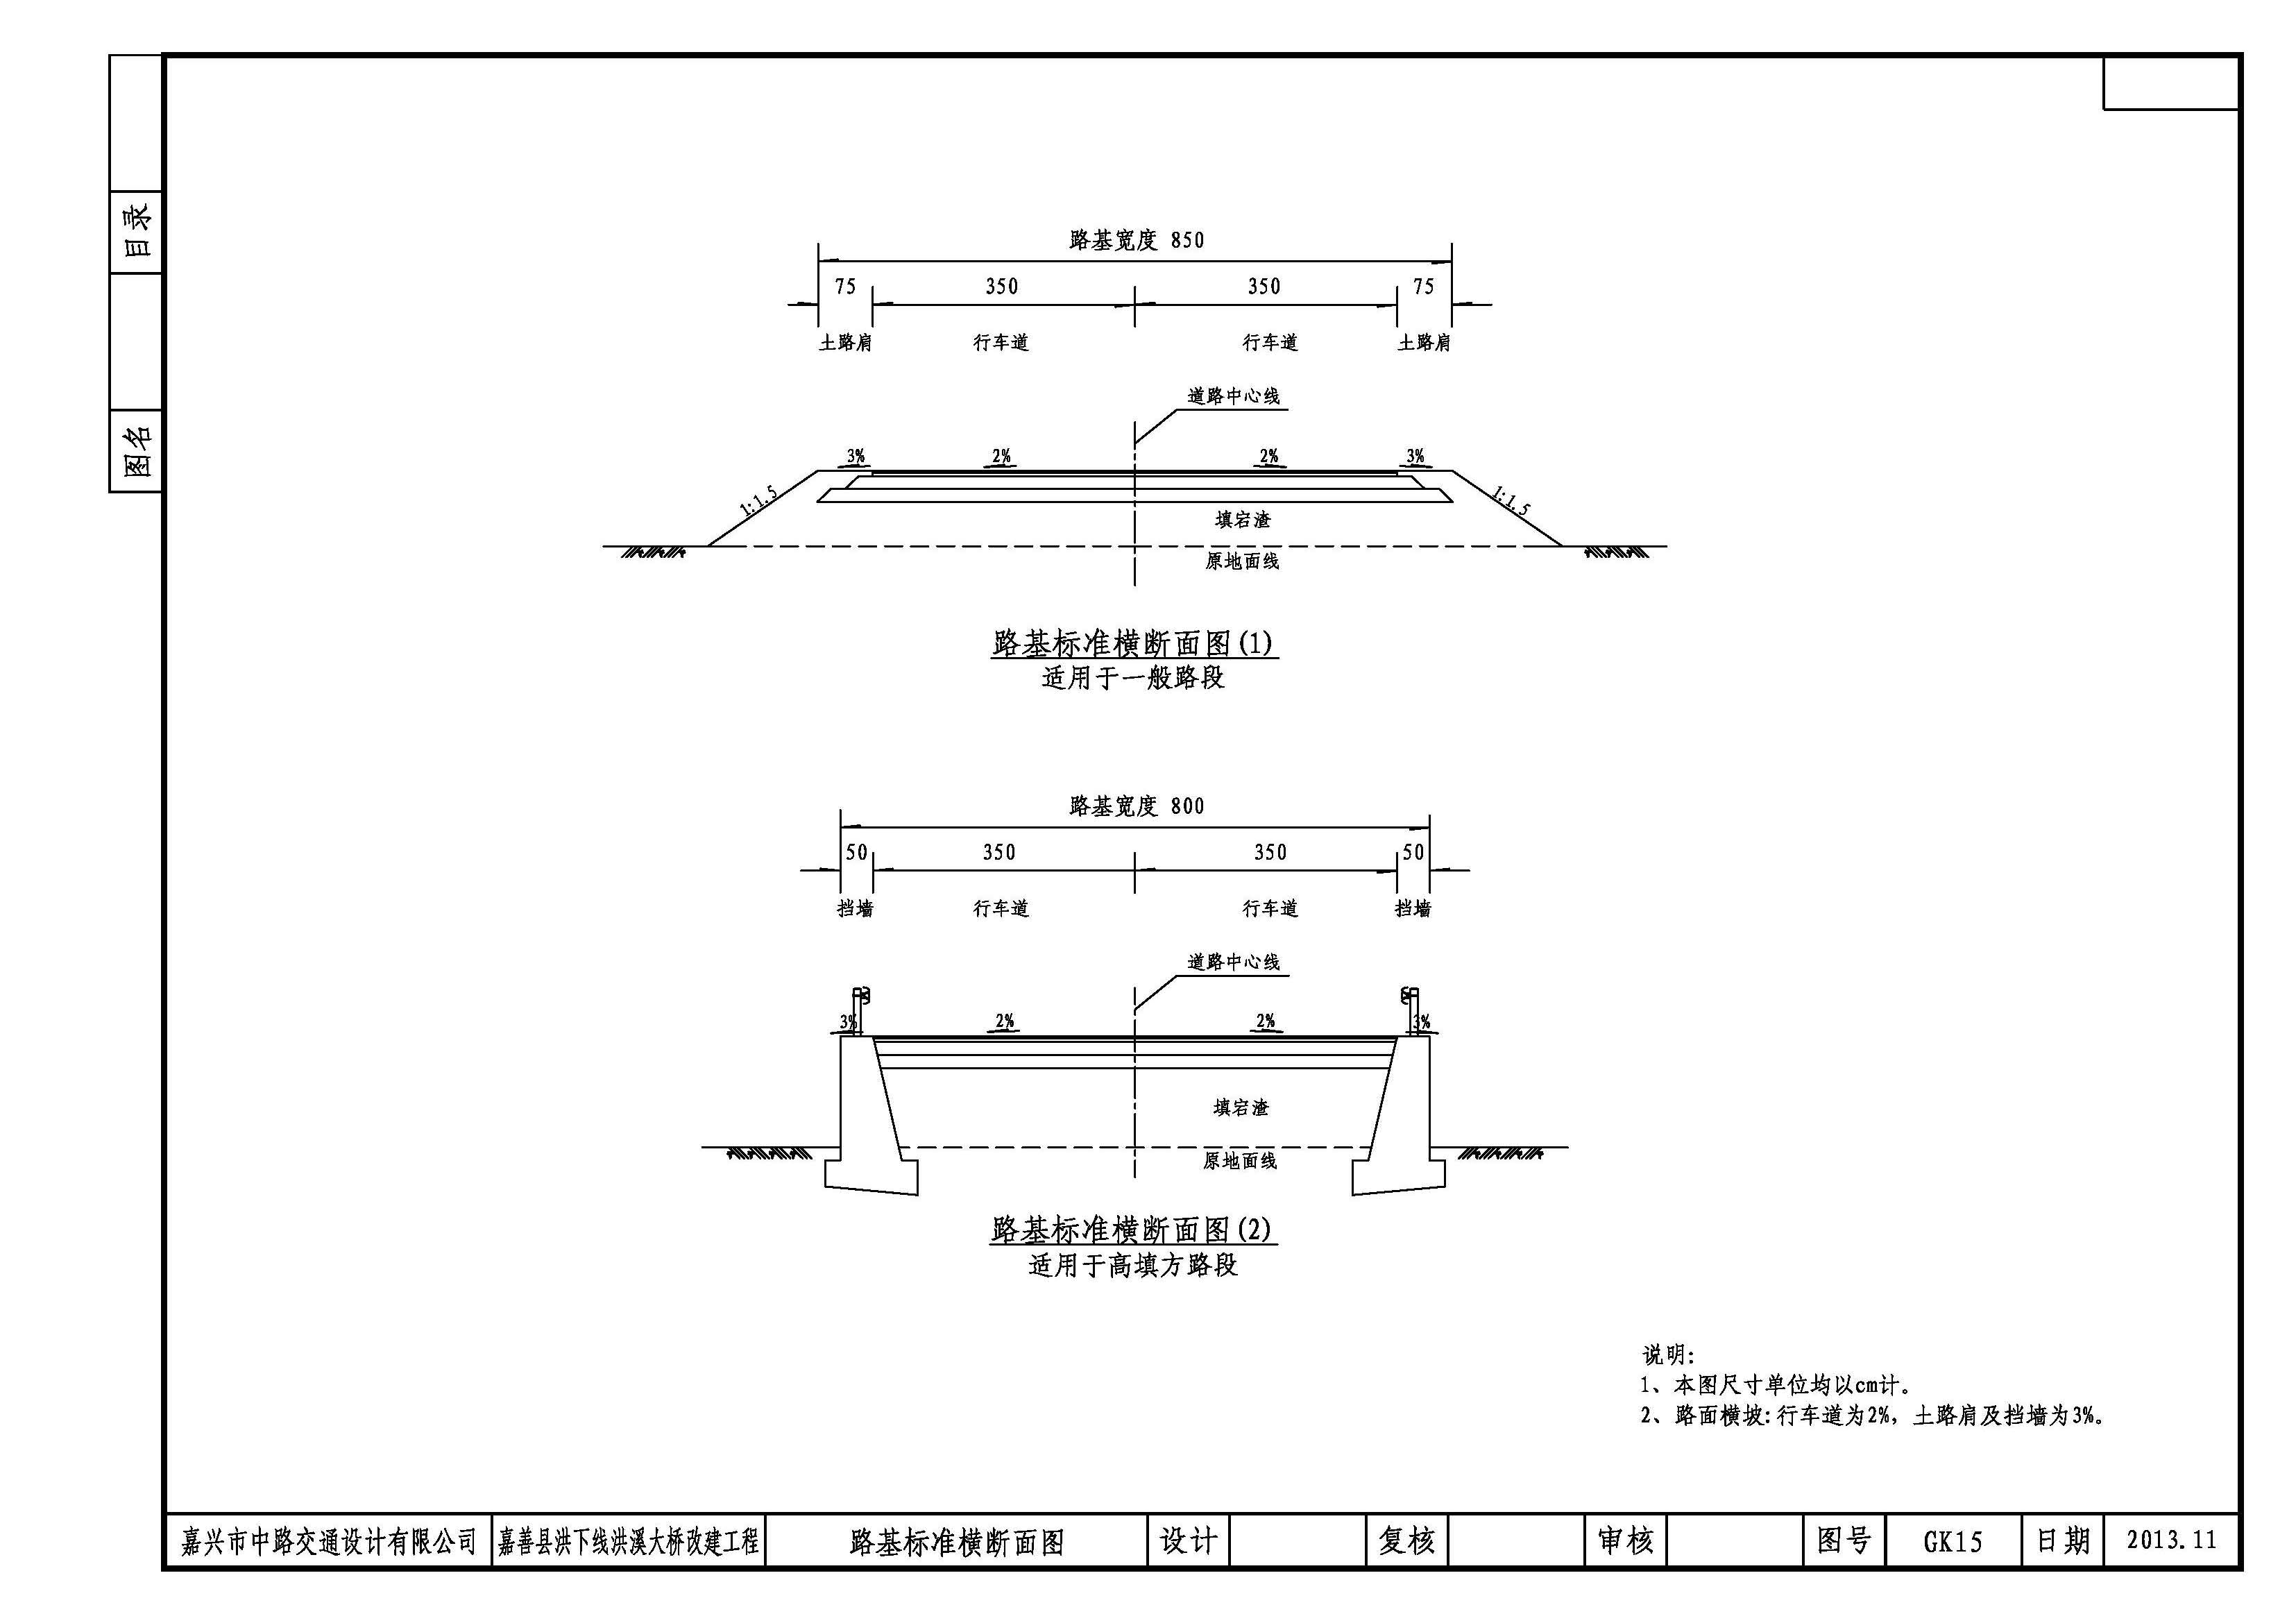 目录
图名
路基宽度 850
75 350 350 75
土路肩 行车道 行车道 土路肩
道路中心线
3% 2% 2% 3%
1:1.5 1:1.5
填宕渣
原地面线
路基标准横断面图(1)
适用于一般路段
路基宽度 800
50 350 350 50
挡墙 行车道 行车道 挡墙
道路中心线
3% 2% 2% 3%
填宕渣
原地面线
路基标准横断面图(2)
适用于高填方路段
说明:
1、本图尺寸单位均以cm计。
2、路面横坡:行车道为2%,土路肩及挡墙为3%。
嘉兴市中路交通设计有限公司 嘉善县洪下线洪溪大桥改建工程 路基标准横断面图 设计 复核 审核 图号 GK15 日期 2013.11